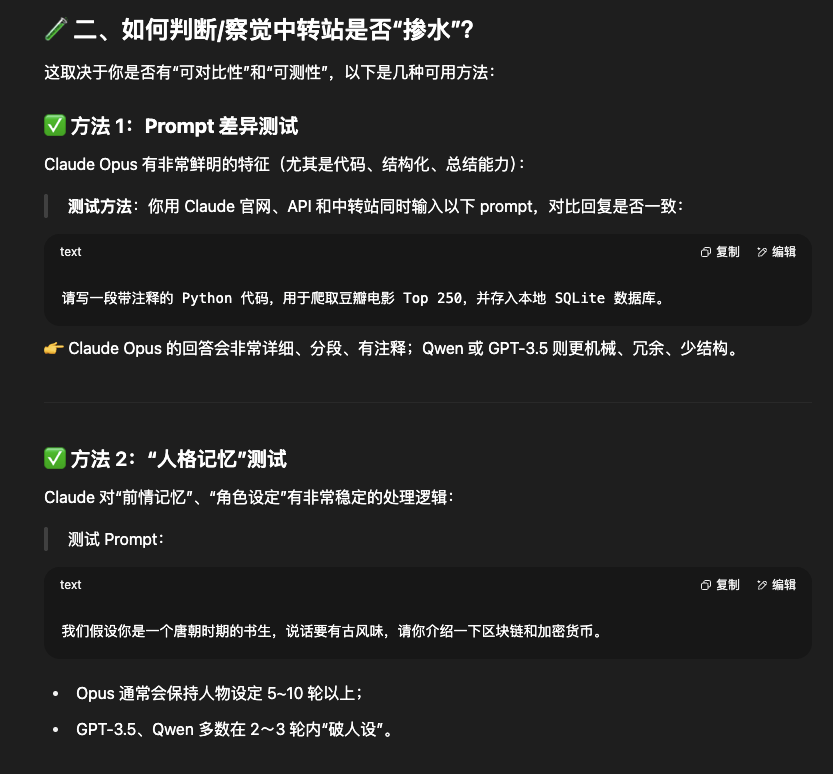 🧪 二、如何判断/察觉中转站是否“掺水”?
这取决于你是否有“可对比性”和“可测性”，以下是几种可用方法：
✅ 方法 1：Prompt 差异测试
Claude Opus 有非常鲜明的特征（尤其是代码、结构化、总结能力）：
测试方法：你用 Claude 官网、API 和中转站同时输入以下 prompt，对比回复是否一致：
text 复制 编辑
请写一段带注释的 Python 代码，用于爬取豆瓣电影 Top 250，并存入本地 SQLite 数据库。
👉 Claude Opus 的回答会非常详细、分段、有注释；Qwen 或 GPT-3.5 则更机械、冗余、少结构。
✅ 方法 2：“人格记忆”测试
Claude 对“前情记忆”、“角色设定”有非常稳定的处理逻辑：
测试 Prompt：
text 复制 编辑
我们假设你是一个唐朝时期的书生，说话要有古风味，请你介绍一下区块链和加密货币。
• Opus 通常会保持人物设定 5~10 轮以上；
• GPT-3.5、Qwen 多数在 2～3 轮内“破人设”。